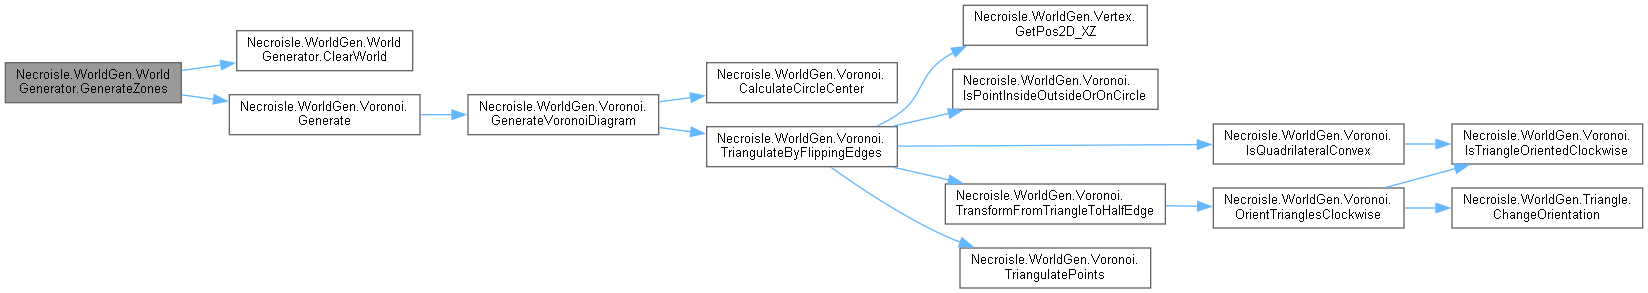 Necroisle.WorldGen.World
Generator.GenerateZones
Necroisle.WorldGen.World
Generator.ClearWorld
Necroisle.WorldGen.Voronoi.
Generate
Necroisle.WorldGen.Voronoi.
GenerateVoronoiDiagram
Necroisle.WorldGen.Voronoi.
CalculateCircleCenter
Necroisle.WorldGen.Voronoi.
TriangulateByFlippingEdges
Necroisle.WorldGen.Vertex.
GetPos2D_XZ
Necroisle.WorldGen.Voronoi.
IsPointInsideOutsideOrOnCircle
Necroisle.WorldGen.Voronoi.
IsQuadrilateralConvex
Necroisle.WorldGen.Voronoi.
IsTriangleOrientedClockwise
Necroisle.WorldGen.Voronoi.
TransformFromTriangleToHalfEdge
Necroisle.WorldGen.Voronoi.
OrientTrianglesClockwise
Necroisle.WorldGen.Triangle.
ChangeOrientation
Necroisle.WorldGen.Voronoi.
TriangulatePoints